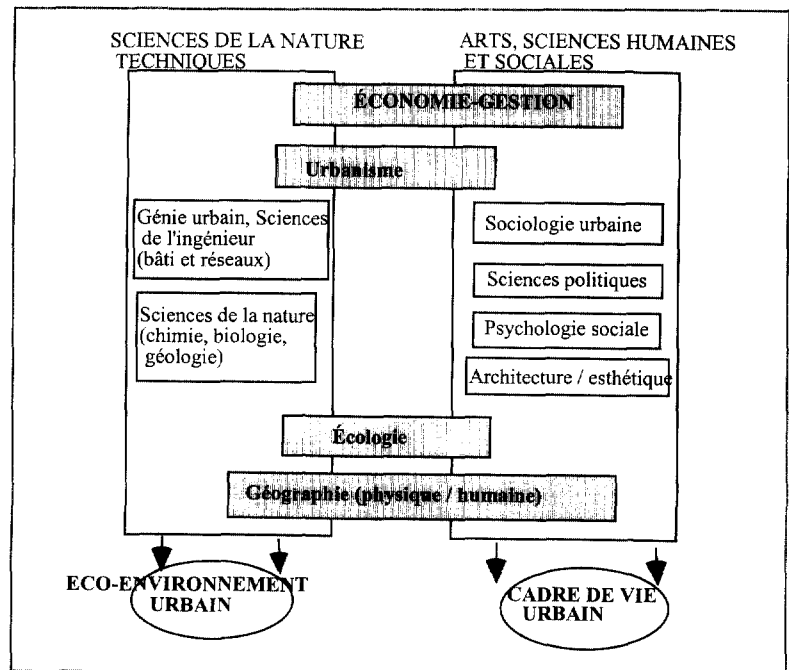 SCIENCES DE LA NATURE
TECHNIQUES
ARTS, SCIENCES HUMAINES
ET SOCIALES
ÉCONOMIE-GESTION
Urbanisme
Génie urbain, Sciences
de l'ingénieur
(bâti et réseaux)
Sciences de la nature
(chimie, biologie,
géologie)
Sociologie urbaine
Sciences politiques
Psychologie sociale
Architecture / esthétique
Écologie
Géographie (physique / humaine)
ECO-ENVIRONNEMENT
URBAIN
CADRE DE VIE
URBAIN